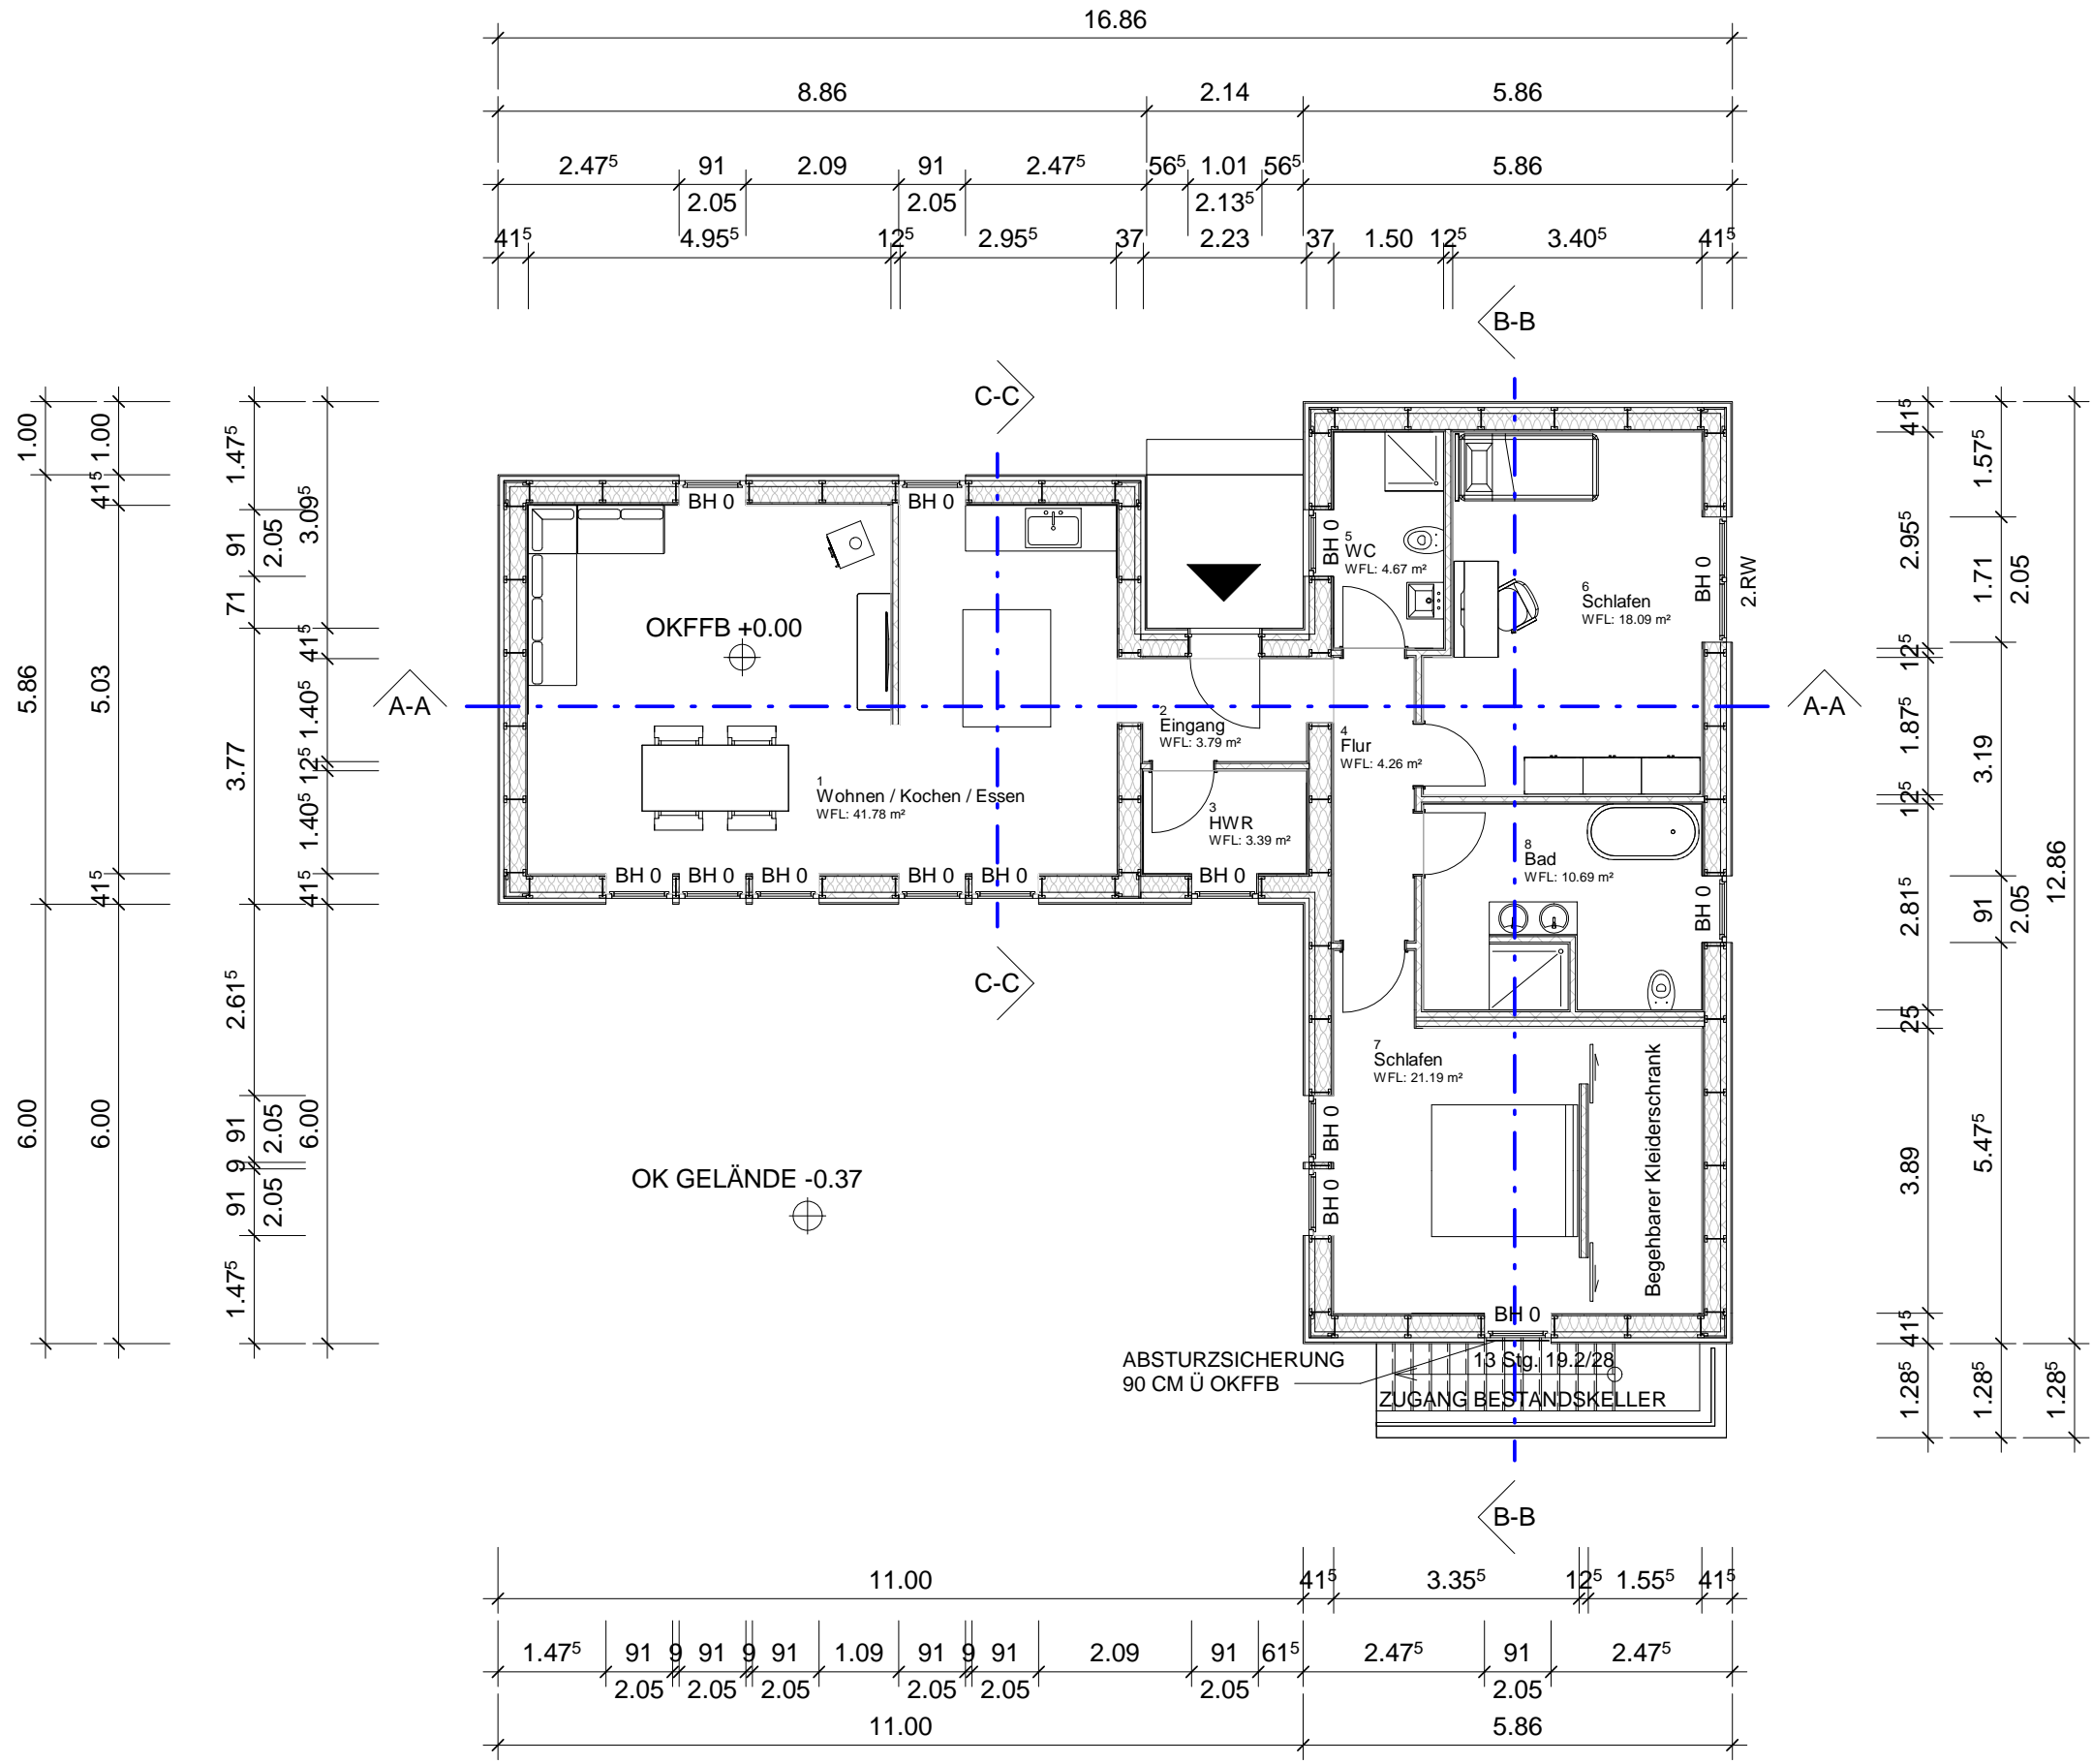 16.86
8.86 2.14 5.86
2.47⁵ 91 2.09 91 2.47⁵ 56⁵ 1.01 56⁵ 5.86
2.05 2.05 2.13⁵
41⁵ 4.95⁵ 12⁵ 2.95⁵ 37 2.23 37 1.50 12⁵ 3.40⁵ 41⁵
B-B
C-C
1.00 5.86 6.00
1.00 41⁵ 5.03 41⁵ 6.00
1.47⁵ 91 71 3.77 2.61⁵ 91 9 91 1.47⁵
2.05 2.05 2.05
3.09⁵ 41⁵ 1.40⁵ 12⁵ 1.40⁵ 41⁵ 6.00
BH 0 BH 0
BH 0
5
WC
WFL: 4.67 m²
6
Schlafen
WFL: 18.09 m²
BH 0
2.RW
OKFFB +0.00
A-A
A-A
2
Eingang
WFL: 3.79 m²
4
Flur
WFL: 4.26 m²
1
Wohnen / Kochen / Essen
WFL: 41.78 m²
3
HWR
WFL: 3.39 m²
8
Bad
WFL: 10.69 m²
BH 0
BH 0 BH 0 BH 0 BH 0 BH 0 BH 0
C-C
7
Schlafen
WFL: 21.19 m²
Begehbarer Kleiderschrank
BH 0
BH 0
OK GELÄNDE -0.37
BH 0
ABSTURZSICHERUNG
90 CM Ü OKFFB
13 Stg. 19.2/28
ZUGANG BESTANDSKELLER
41⁵ 2.95⁵ 12⁵ 1.87⁵ 12⁵ 2.81⁵ 25 3.89 41⁵ 1.28⁵
1.57⁵ 1.71 3.19 91 5.47⁵ 1.28⁵
2.05 2.05
12.86 1.28⁵
B-B
11.00 41⁵ 3.35⁵ 12⁵ 1.55⁵ 41⁵
1.47⁵ 91 9 91 9 91 1.09 91 9 91 2.09 91 61⁵ 2.47⁵ 91 2.47⁵
2.05 2.05 2.05 2.05 2.05 2.05 2.05
11.00 5.86